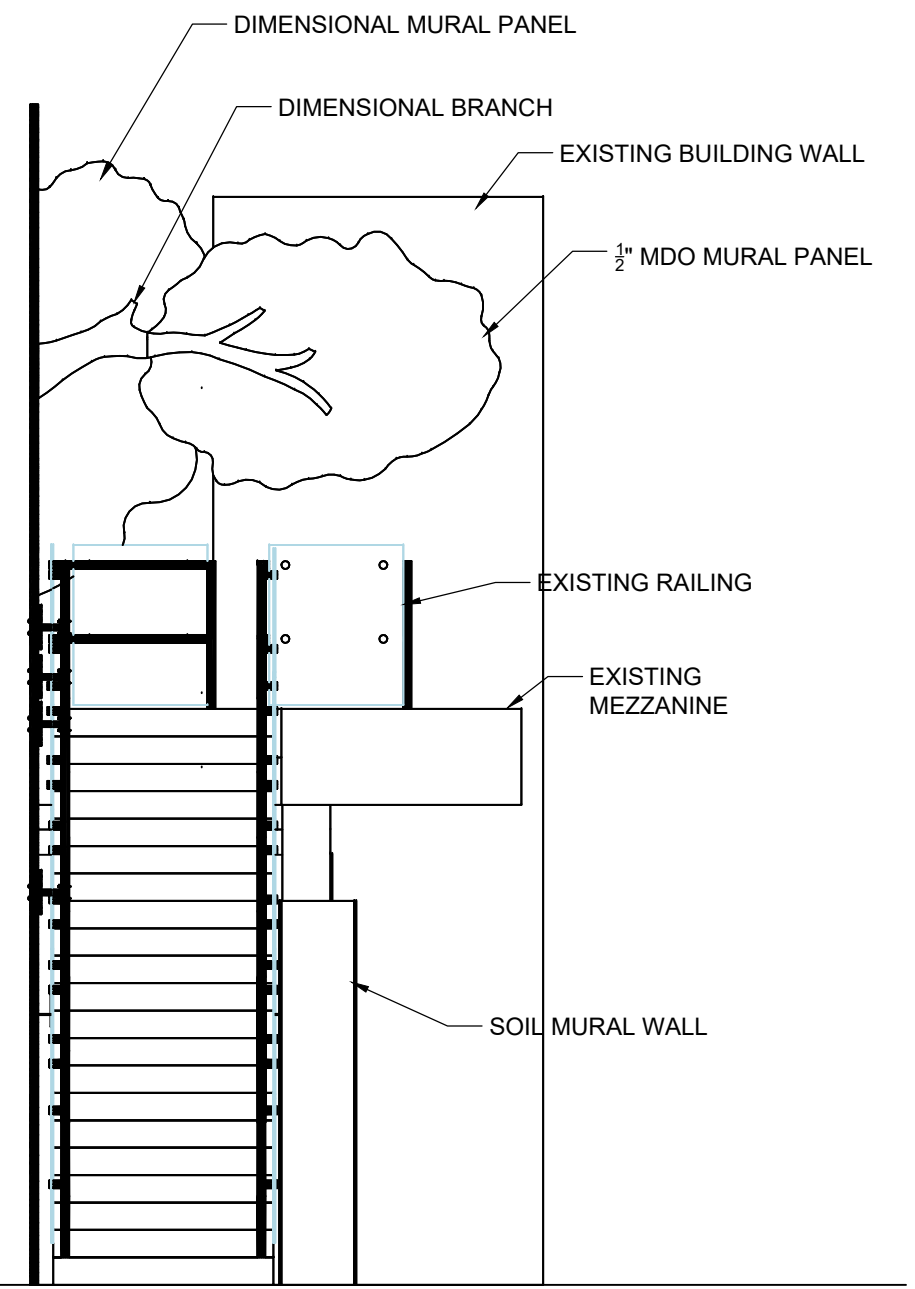 DIMENSIONAL MURAL PANEL
DIMENSIONAL BRANCH
EXISTING BUILDING WALL
½" MDO MURAL PANEL
EXISTING RAILING
EXISTING
MEZZANINE
SOIL MURAL WALL